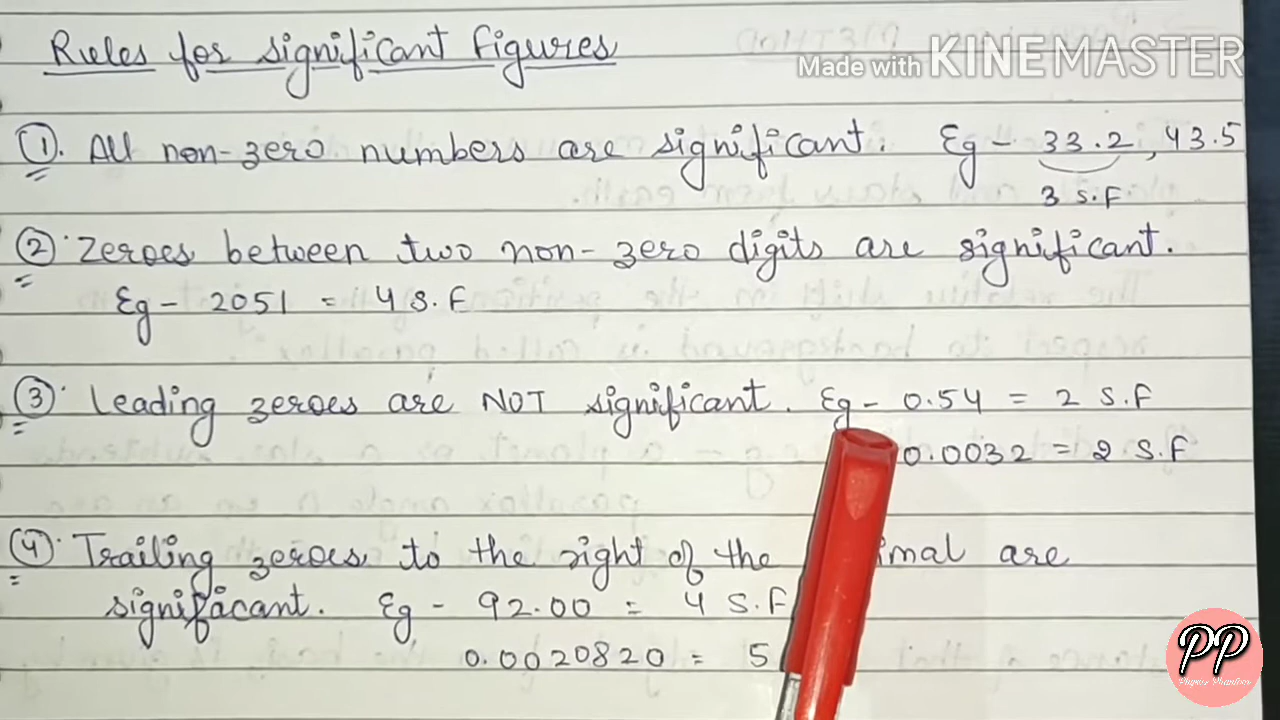 Rules for significant figures
Made with KINEMASTER
1. All non-zero numbers are significant. Eg - 33.2, 43.5
3 S.F
2. Zeroes between two non-zero digits are significant.
Eg - 2051 = 4 S.F
3. Leading zeroes are NOT significant. Eg - 0.54 = 2 S.F
0.0032 = 2 S.F
4. Trailing zeroes to the right of the imal are
significant. Eg - 92.00 = 4 S.F
0.0020820 = 5
PP